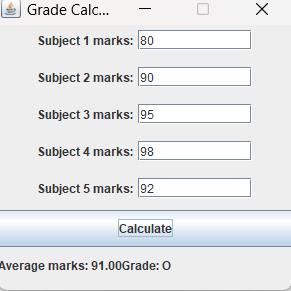 Grade Calc...
Subject 1 marks: 80
Subject 2 marks: 90
Subject 3 marks: 95
Subject 4 marks: 98
Subject 5 marks: 92
Calculate
Average marks: 91.00Grade: O